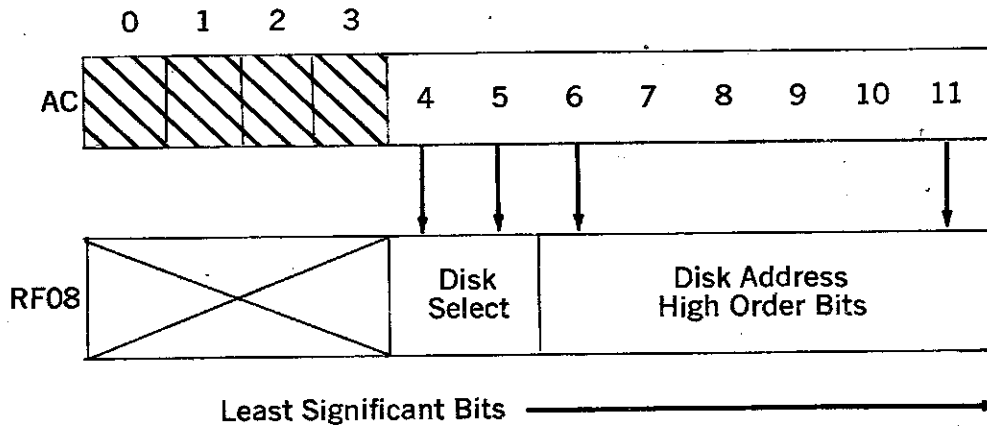 0 1 2 3
AC 4 5 6 7 8 9 10 11
RF08 Disk Select Disk Address High Order Bits
Least Significant Bits